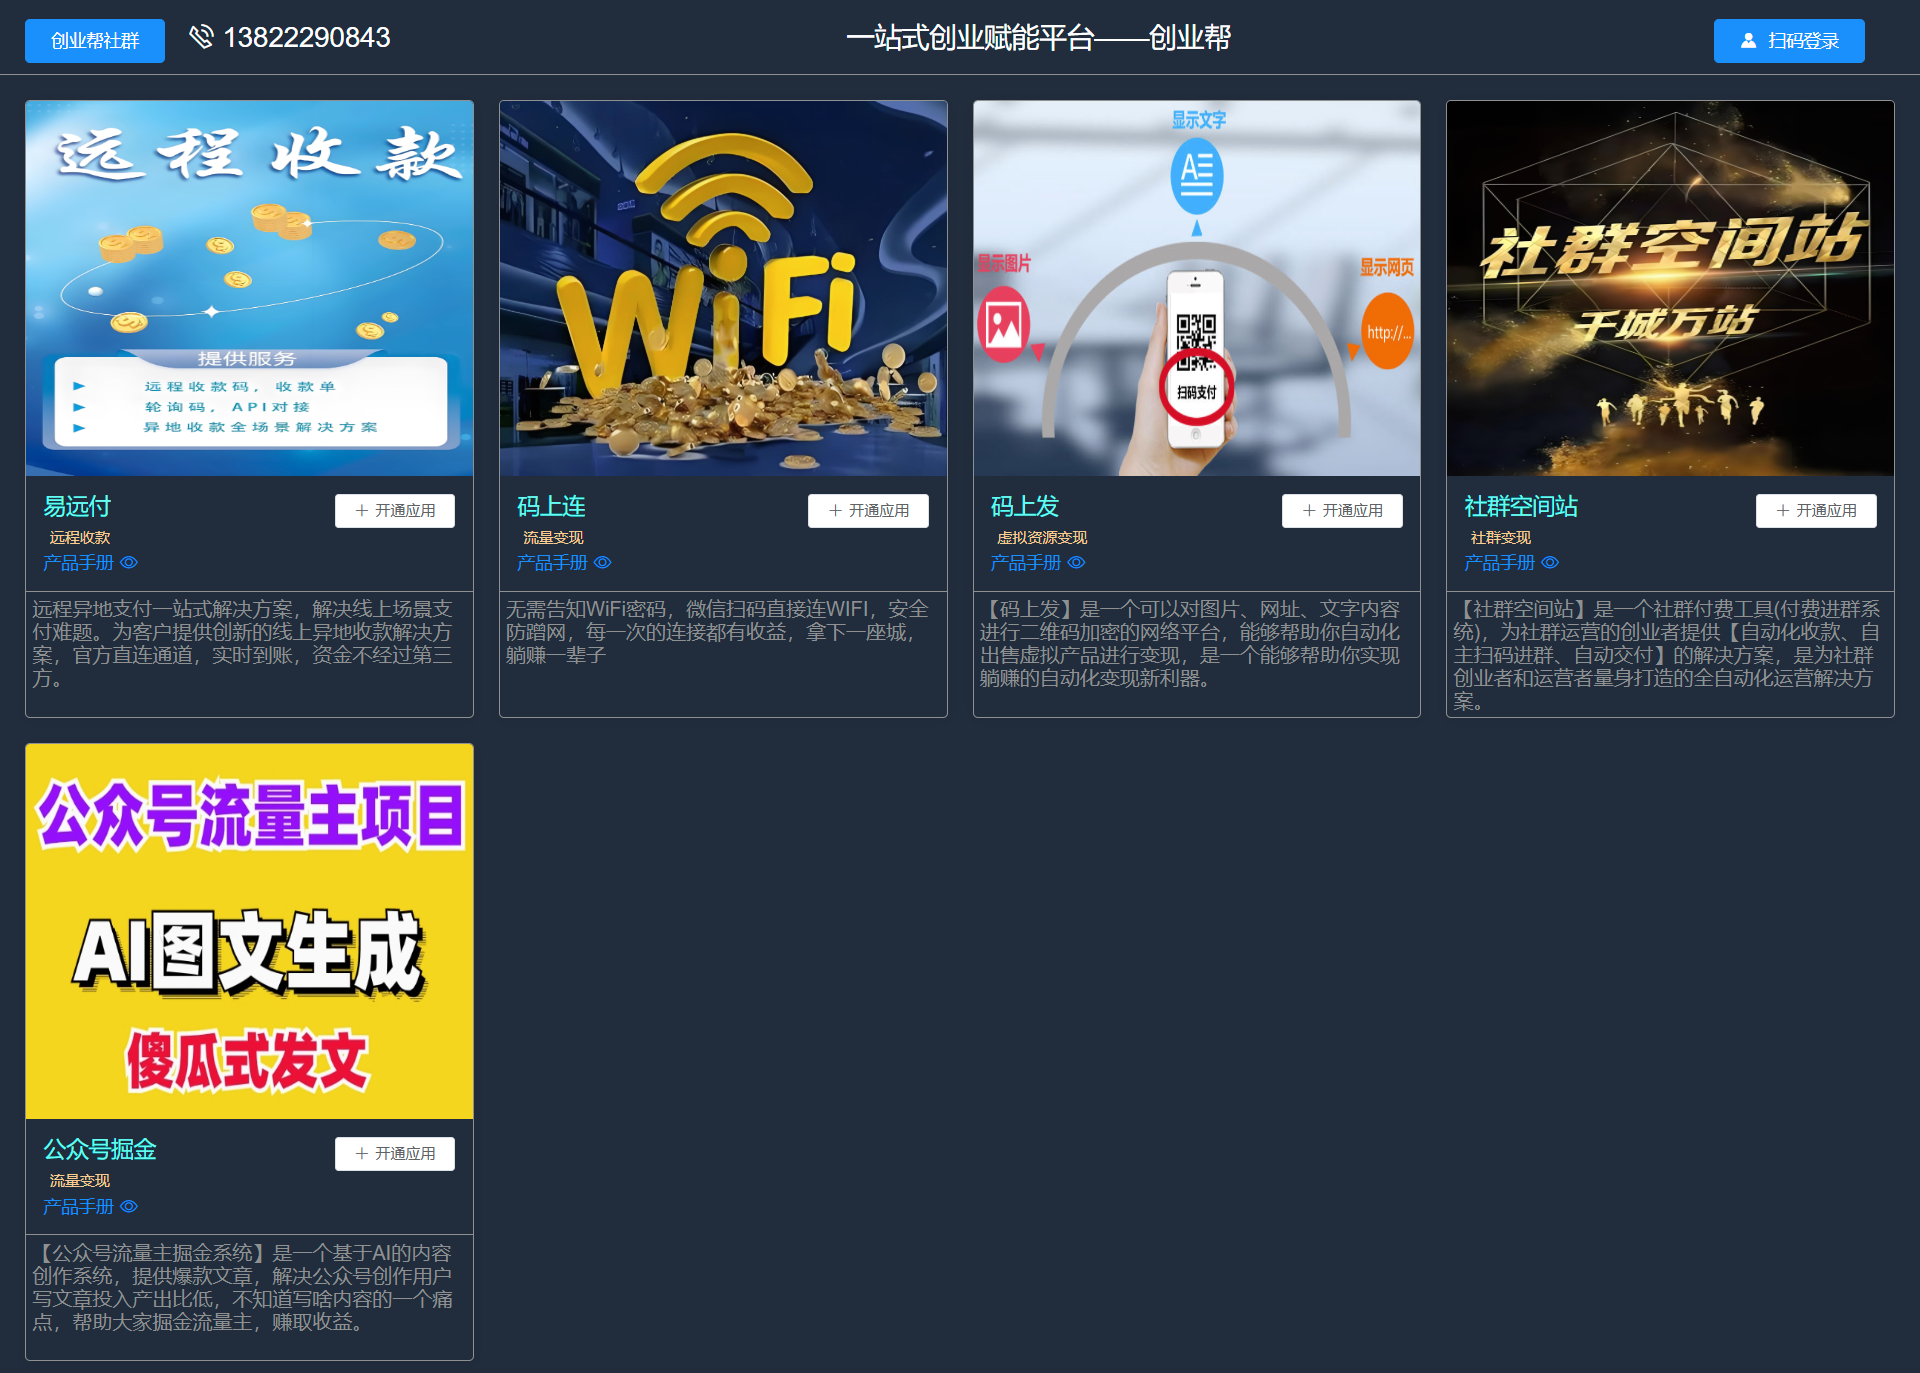 创业帮社群
13822290843
一站式创业赋能平台——创业帮
扫码登录
远程收款
提供服务
远程收款码，收款单
轮询码，API对接
异地收款全场景解决方案
易远付
开通应用
远程收款
产品手册
远程异地支付一站式解决方案，解决线上场景支
付难题。为客户提供创新的线上异地收款解决方
案，官方直连通道，实时到账，资金不经过第三
方。
WiFi
码上连
开通应用
流量变现
产品手册
无需告知WiFi密码，微信扫码直接连WIFI，安全
防蹭网，每一次的连接都有收益，拿下一座城，
躺赚一辈子
显示文字
A
显示图片
显示网页
http://...
扫码支付
码上发
开通应用
虚拟资源变现
产品手册
【码上发】是一个可以对图片、网址、文字内容
进行二维码加密的网络平台，能够帮助你自动化
出售虚拟产品进行变现，是一个能够帮助你实现
躺赚的自动化变现新利器。
社群空间站
千城万站
社群空间站
开通应用
社群变现
产品手册
【社群空间站】是一个社群付费工具(付费进群系
统)，为社群运营的创业者提供【自动化收款、自
主扫码进群、自动交付】的解决方案，是为社群
创业者和运营者量身打造的全自动化运营解决方
案。
公众号流量主项目
AI图文生成
傻瓜式发文
公众号掘金
开通应用
流量变现
产品手册
【公众号流量主掘金系统】是一个基于AI的内容
创作系统，提供爆款文章，解决公众号创作用户
写文章投入产出比低，不知道写啥内容的一个痛
点，帮助大家掘金流量主，赚取收益。